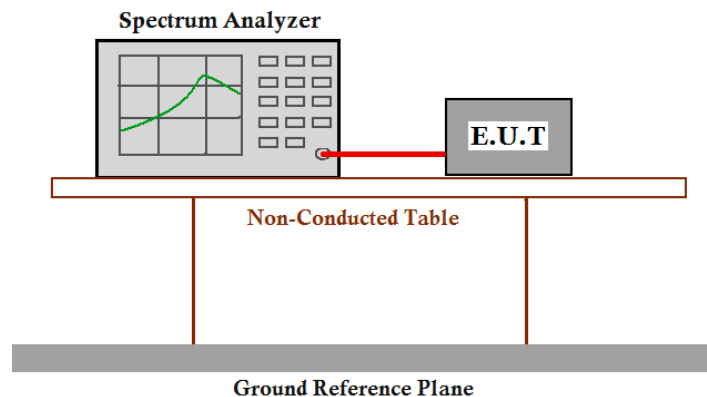 Spectrum Analyzer
E.U.T
Non-Conducted Table
Ground Reference Plane